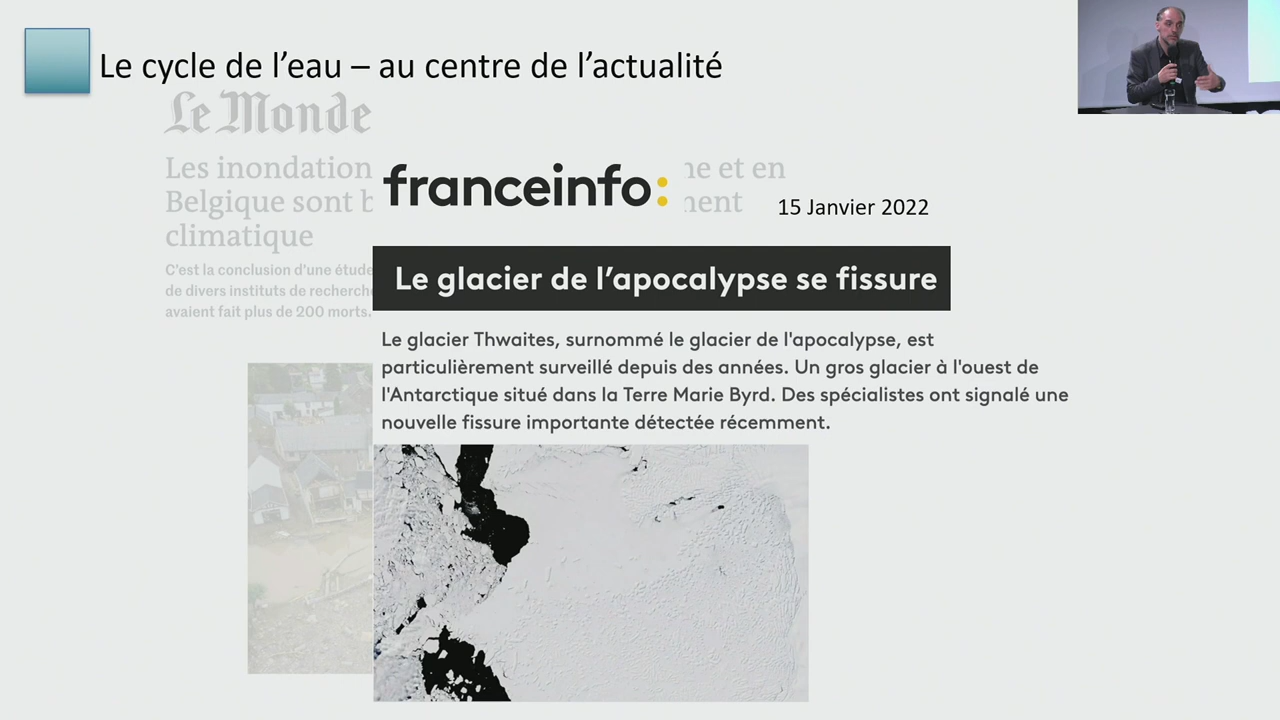 Le cycle de l’eau – au centre de l’actualité
Le Monde
Les inondation
ne et en
Belgique sont b
ment
climatique
C'est la conclusion d'une étude
de divers instituts de recherche
avaient fait plus de 200 morts.
franceinfo:
15 Janvier 2022
Le glacier de l’apocalypse se fissure
Le glacier Thwaites, surnommé le glacier de l'apocalypse, est
particulièrement surveillé depuis des années. Un gros glacier à l'ouest de
l'Antarctique situé dans la Terre Marie Byrd. Des spécialistes ont signalé une
nouvelle fissure importante détectée récemment.